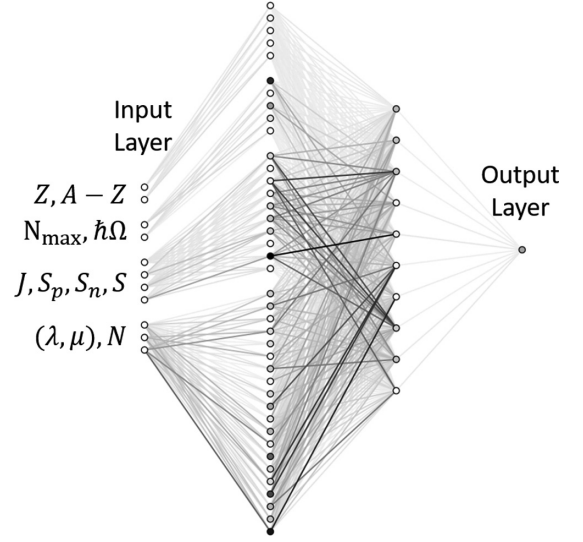 Input
Layer
Z, A − Z
N_max, ℏΩ
J, S_p, S_n, S
(λ, μ), N
Output
Layer